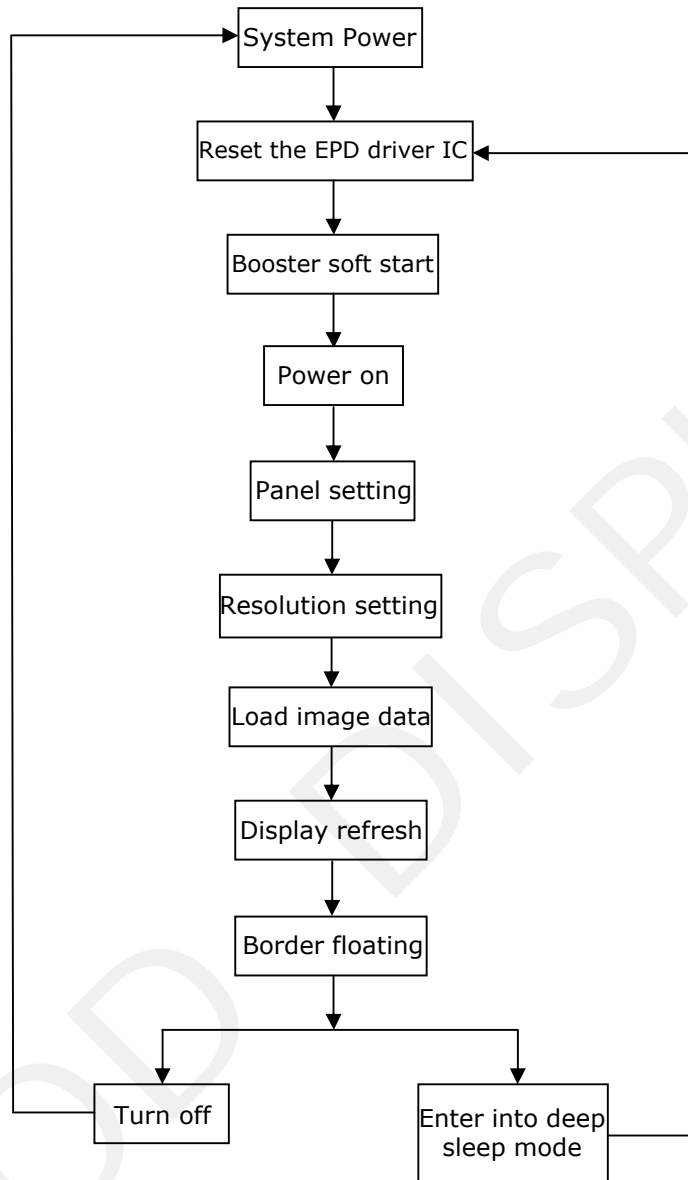 System Power
Reset the EPD driver IC
Booster soft start
Power on
Panel setting
Resolution setting
Load image data
Display refresh
Border floating
Turn off
Enter into deep
sleep mode